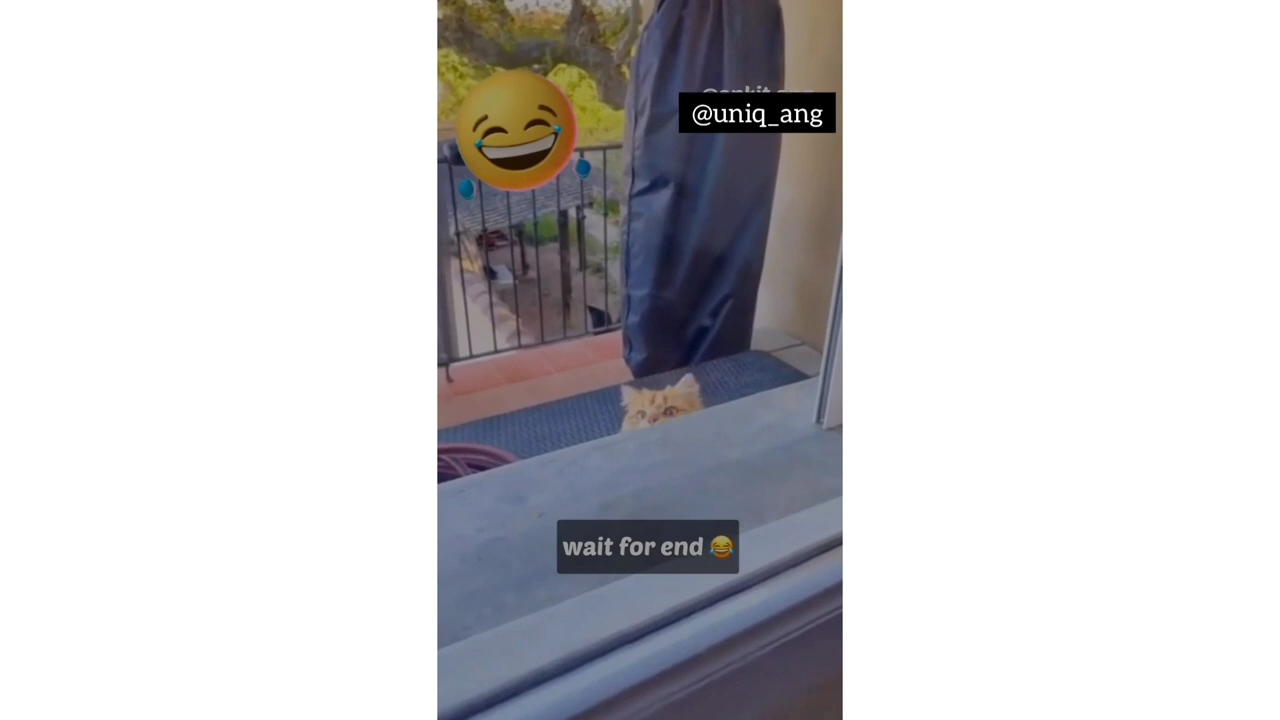 @uniq_ang
wait for end 😂